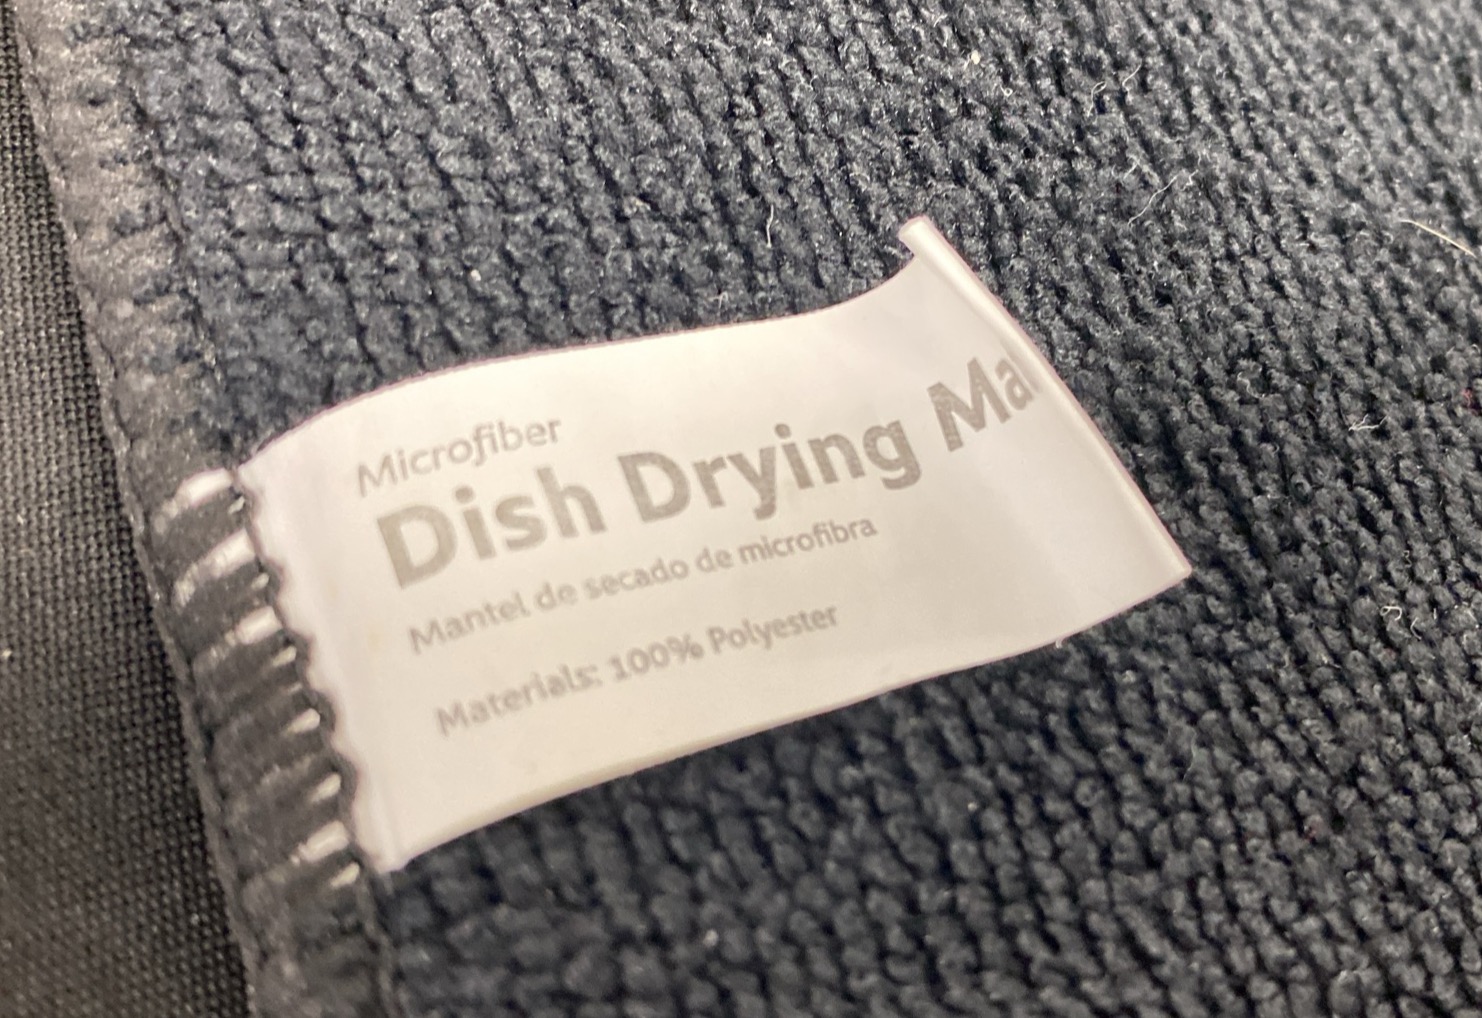 Microfiber
Dish Drying Ma
Mantel de secado de microfibra
Materials: 100% Polyester